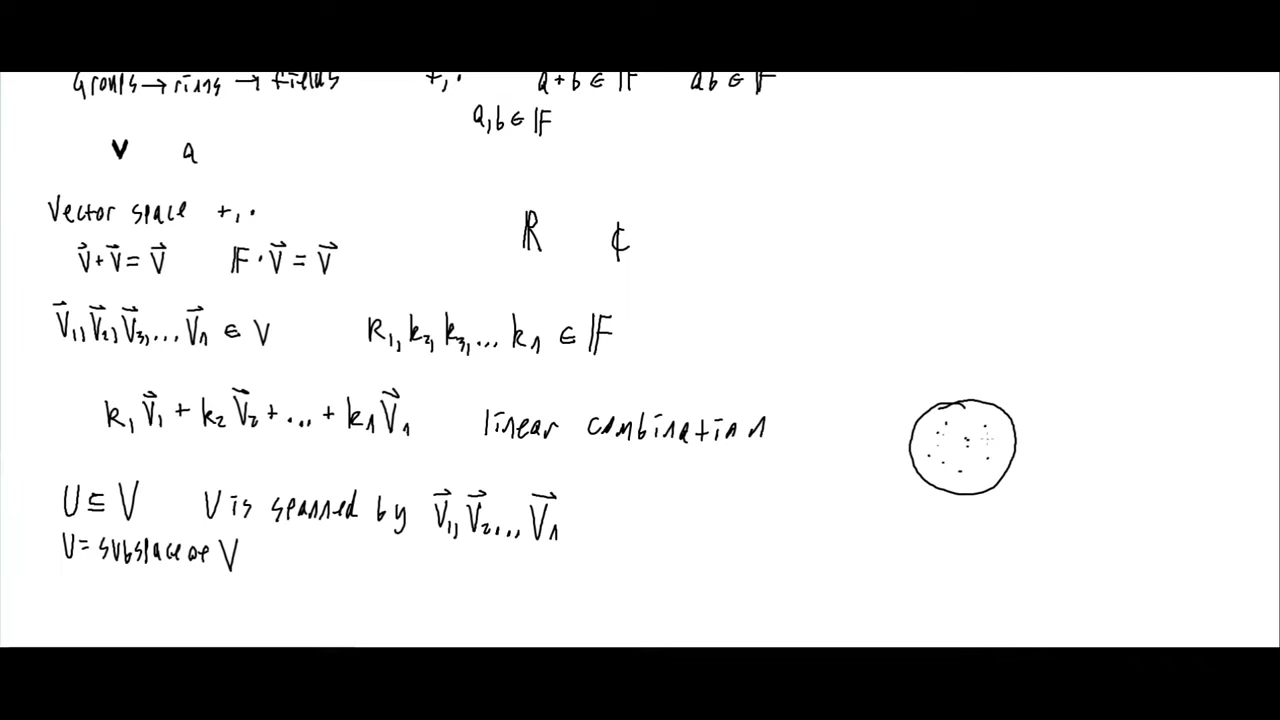 Groups → rings → fields +, · a + b ∈ 𝔽 ab ∈ 𝔽
a, b ∈ 𝔽
v a
Vector space +, ·
v⃗ + v⃗ = v⃗ 𝔽 · v⃗ = v⃗ ℝ ₵
v⃗₁, v⃗₂, v⃗₃, ... v⃗ₙ ∈ V k₁, k₂, k₃, ... kₙ ∈ 𝔽
k₁v⃗₁ + k₂v⃗₂ + ... + kₙv⃗ₙ linear combination
U ⊆ V U is spanned by v⃗₁, v⃗₂, ..., v⃗ₙ
U = subspace of V